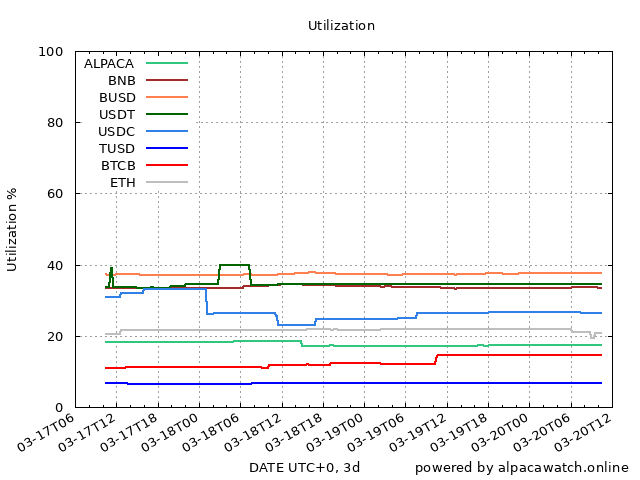 Utilization
Utilization %
100
80
60
40
20
0
ALPACA
BNB
BUSD
USDT
USDC
TUSD
BTCB
ETH
03-17T06
03-17T12
03-17T18
03-18T00
03-18T06
03-18T12
03-18T18
03-19T00
03-19T06
03-19T12
03-19T18
03-20T00
03-20T06
03-20T12
DATE UTC+0, 3d
powered by alpacawatch.online